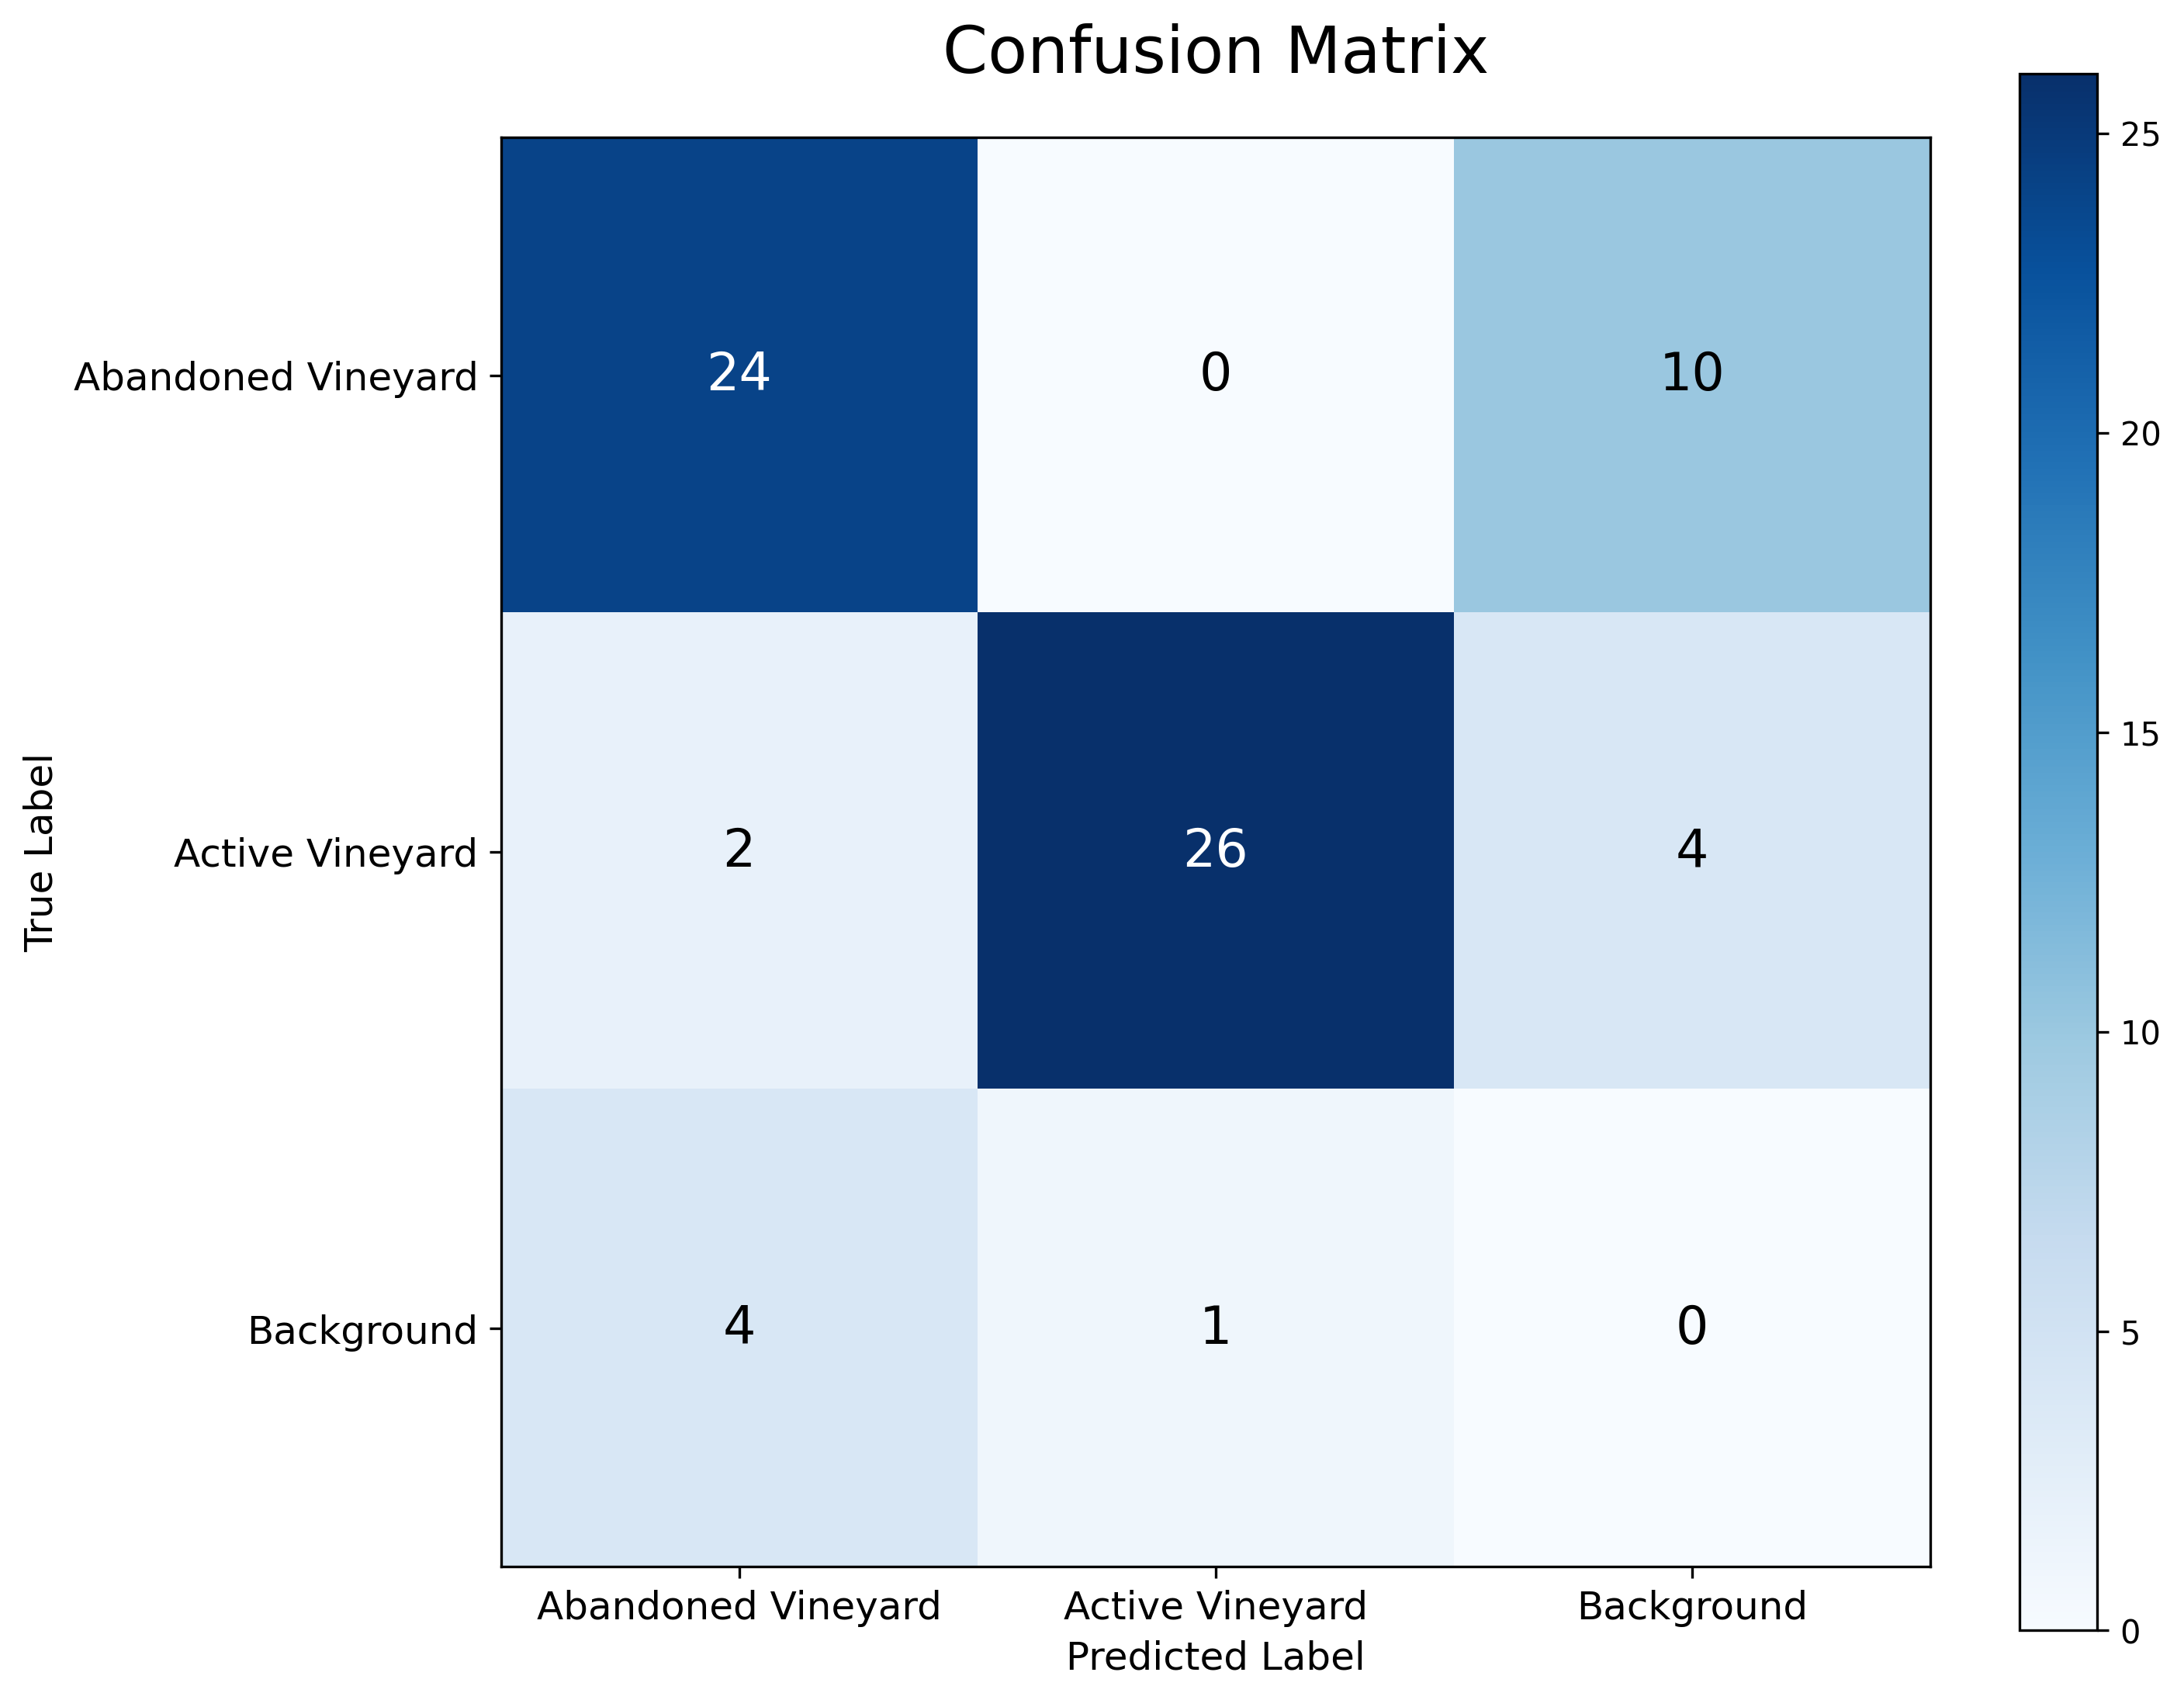 Confusion Matrix
Abandoned Vineyard
24
0
10
Active Vineyard
2
26
4
Background
4
1
0
True Label
Abandoned Vineyard
Active Vineyard
Background
Predicted Label
25
20
15
10
5
0